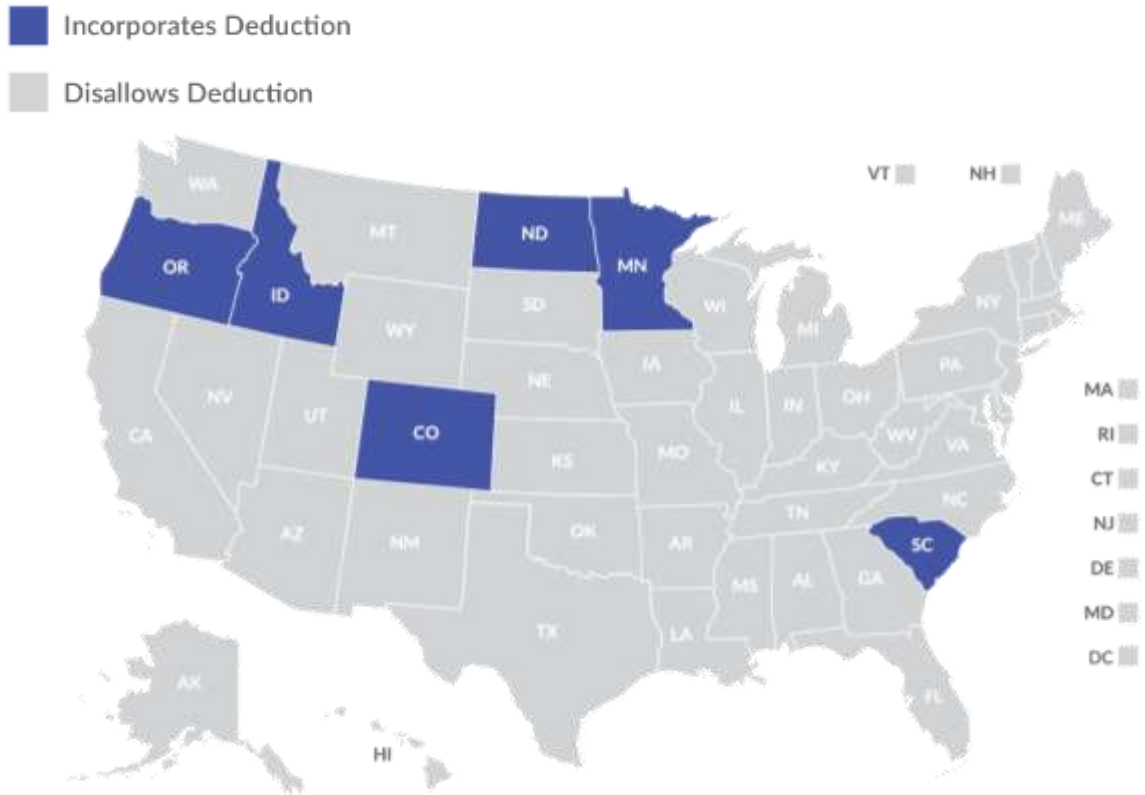 Incorporates Deduction
Disallows Deduction
WA
VT
NH
ME
MT
ND
OR
MN
ID
SD
WI
NY
WY
MI
IA
PA
NE
NV
IL
IN
OH
MA
UT
CO
CA
WV
VA
RI
KS
MO
KY
CT
NC
TN
AZ
NM
OK
AR
SC
NJ
MS
AL
GA
DE
TX
LA
MD
DC
AK
FL
HI